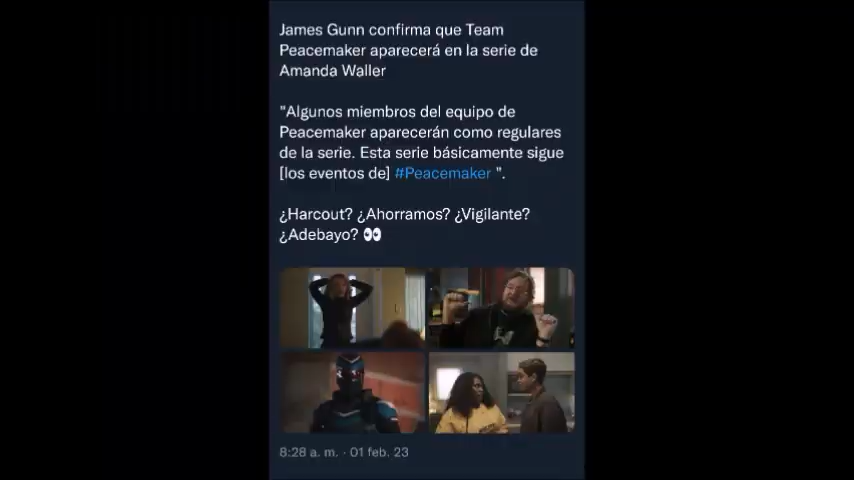 James Gunn confirma que Team
Peacemaker aparecerá en la serie de
Amanda Waller
"Algunos miembros del equipo de
Peacemaker aparecerán como regulares
de la serie. Esta serie básicamente sigue
[los eventos de] #Peacemaker ".
¿Harcout? ¿Ahorramos? ¿Vigilante?
¿Adebayo? 👀
8:28 a. m. · 01 feb. 23